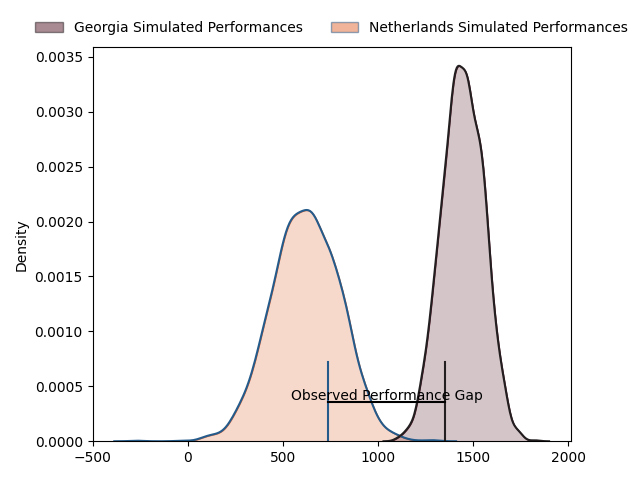 Georgia Simulated Performances Netherlands Simulated Performances
0.0035
0.0030
0.0025
0.0020
0.0015
0.0010
0.0005
0.0000
Density
Observed Performance Gap
−500 0 500 1000 1500 2000